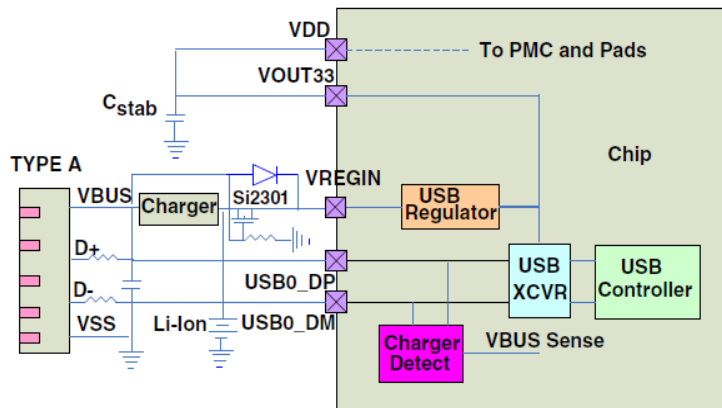 VDD
To PMC and Pads
VOUT33
Cstab
Chip
TYPE A
VBUS
Charger
Si2301
VREGIN
USB
Regulator
D+
USB
XCVR
USB
Controller
D-
USB0_DP
VSS
Li-Ion
USB0_DM
Charger
Detect
VBUS Sense